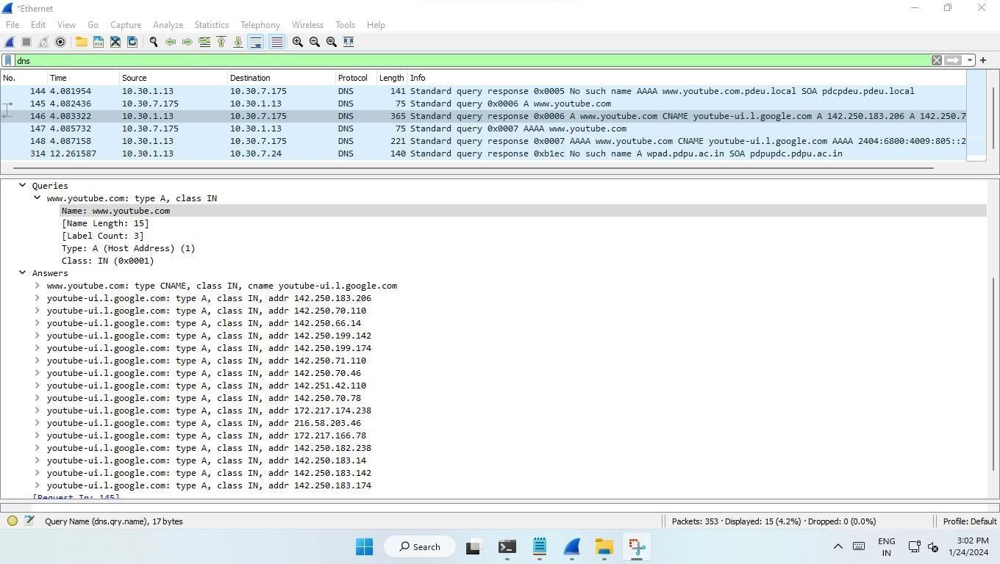 *Ethernet
File Edit View Go Capture Analyze Statistics Telephony Wireless Tools Help
dns
No. Time Source Destination Protocol Length Info
144 4.081954 10.30.1.13 10.30.7.175 DNS 141 Standard query response 0x0005 No such name AAAA www.youtube.com.pdeu.local SOA pdcpdeu.pdeu.local
145 4.082436 10.30.7.175 10.30.1.13 DNS 75 Standard query 0x0006 A www.youtube.com
146 4.083322 10.30.1.13 10.30.7.175 DNS 365 Standard query response 0x0006 A www.youtube.com CNAME youtube-ui.l.google.com A 142.250.183.206 A 142.250.7
147 4.085732 10.30.7.175 10.30.1.13 DNS 75 Standard query 0x0007 AAAA www.youtube.com
148 4.087158 10.30.1.13 10.30.7.175 DNS 221 Standard query response 0x0007 AAAA www.youtube.com CNAME youtube-ui.l.google.com AAAA 2404:6800:4009:805::2
314 12.261587 10.30.1.13 10.30.7.24 DNS 140 Standard query response 0xb1ec No such name A wpad.pdpu.ac.in SOA pdpupdc.pdpu.ac.in
Queries
www.youtube.com: type A, class IN
Name: www.youtube.com
[Name Length: 15]
[Label Count: 3]
Type: A (Host Address) (1)
Class: IN (0x0001)
Answers
www.youtube.com: type CNAME, class IN, cname youtube-ui.l.google.com
youtube-ui.l.google.com: type A, class IN, addr 142.250.183.206
youtube-ui.l.google.com: type A, class IN, addr 142.250.70.110
youtube-ui.l.google.com: type A, class IN, addr 142.250.66.14
youtube-ui.l.google.com: type A, class IN, addr 142.250.199.142
youtube-ui.l.google.com: type A, class IN, addr 142.250.199.174
youtube-ui.l.google.com: type A, class IN, addr 142.250.71.110
youtube-ui.l.google.com: type A, class IN, addr 142.250.70.46
youtube-ui.l.google.com: type A, class IN, addr 142.251.42.110
youtube-ui.l.google.com: type A, class IN, addr 142.250.70.78
youtube-ui.l.google.com: type A, class IN, addr 172.217.174.238
youtube-ui.l.google.com: type A, class IN, addr 216.58.203.46
youtube-ui.l.google.com: type A, class IN, addr 172.217.166.78
youtube-ui.l.google.com: type A, class IN, addr 142.250.182.238
youtube-ui.l.google.com: type A, class IN, addr 142.250.183.14
youtube-ui.l.google.com: type A, class IN, addr 142.250.183.142
youtube-ui.l.google.com: type A, class IN, addr 142.250.183.174
[Request In: 145]
Query Name (dns.qry.name), 17 bytes Packets: 353 · Displayed: 15 (4.2%) · Dropped: 0 (0.0%) Profile: Default
Search
ENG
IN
3:02 PM
1/24/2024